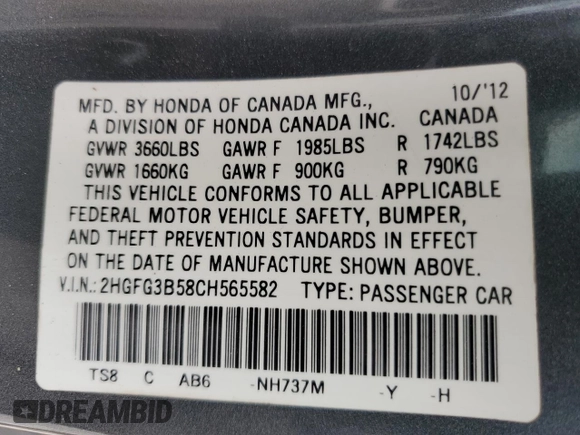 10/'12
MFD. BY HONDA OF CANADA MFG.,
A DIVISION OF HONDA CANADA INC. CANADA
GVWR 3660LBS GAWR F 1985LBS R 1742LBS
GVWR 1660KG GAWR F 900KG R 790KG
THIS VEHICLE CONFORMS TO ALL APPLICABLE
FEDERAL MOTOR VEHICLE SAFETY, BUMPER,
AND THEFT PREVENTION STANDARDS IN EFFECT
ON THE DATE OF MANUFACTURE SHOWN ABOVE.
V.I.N.: 2HGFG3B58CH565582 TYPE: PASSENGER CAR
TS8 C AB6 -NH737M -Y -H
DREAMBID